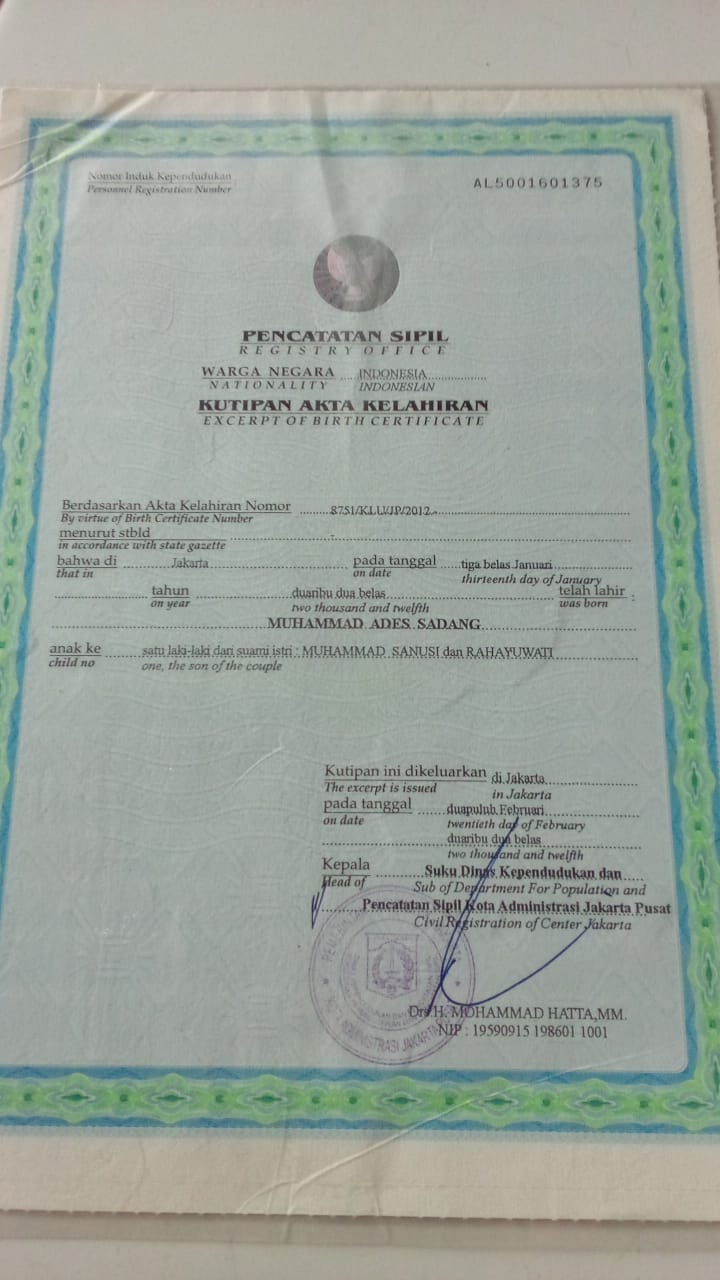 Nomor Induk Kependudukan
Personnel Registration Number
AL5001601375
PENCATATAN SIPIL
REGISTRY OFFICE
WARGA NEGARA INDONESIA
NATIONALITY INDONESIAN
KUTIPAN AKTA KELAHIRAN
EXCERPT OF BIRTH CERTIFICATE
Berdasarkan Akta Kelahiran Nomor 8751/KLU/JP/2012.-
By virtue of Birth Certificate Number
menurut stbld -
in accordance with state gazette
bahwa di Jakarta pada tanggal tiga belas Januari
that in on date thirteenth day of January
tahun duaribu dua belas telah lahir :
on year two thousand and twelfth was born
MUHAMMAD ADES SADANG
anak ke satu laki-laki dari suami istri : MUHAMMAD SANUSI dan RAHAYUWATI
child no one, the son of the couple
Kutipan ini dikeluarkan di Jakarta
The excerpt is issued in Jakarta
pada tanggal duapuluh Februari
on date twentieth day of February
duaribu dua belas
two thousand and twelfth
Kepala Suku Dinas Kependudukan dan
Head of Sub of Department For Population and
Pencatatan Sipil Kota Administrasi Jakarta Pusat
Civil Registration of Center Jakarta
Drs H. MOHAMMAD HATTA,MM.
NIP : 19590915 198601 1001